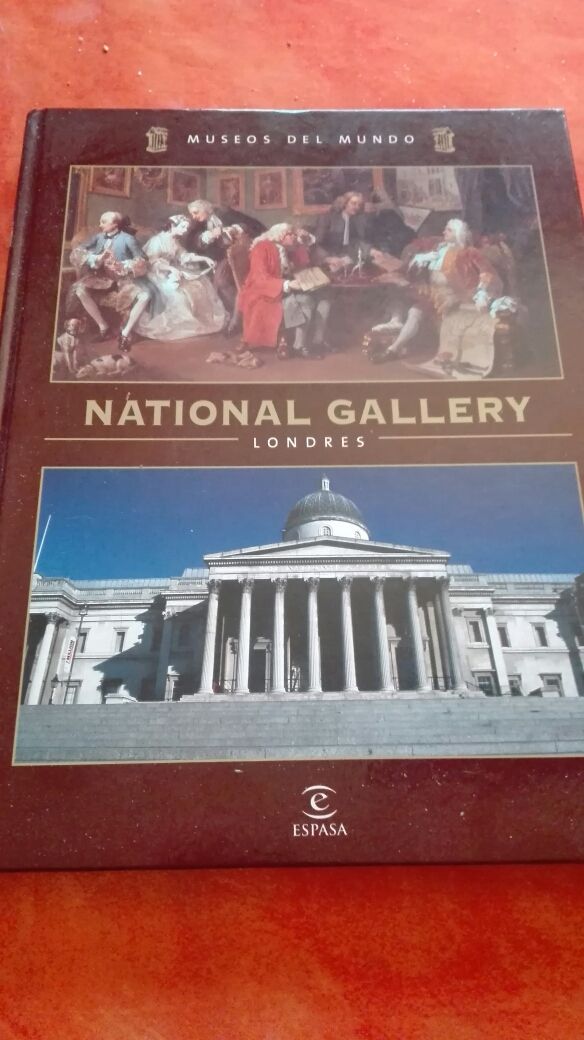 MUSEOS DEL MUNDO
NATIONAL GALLERY
LONDRES
e
ESPASA